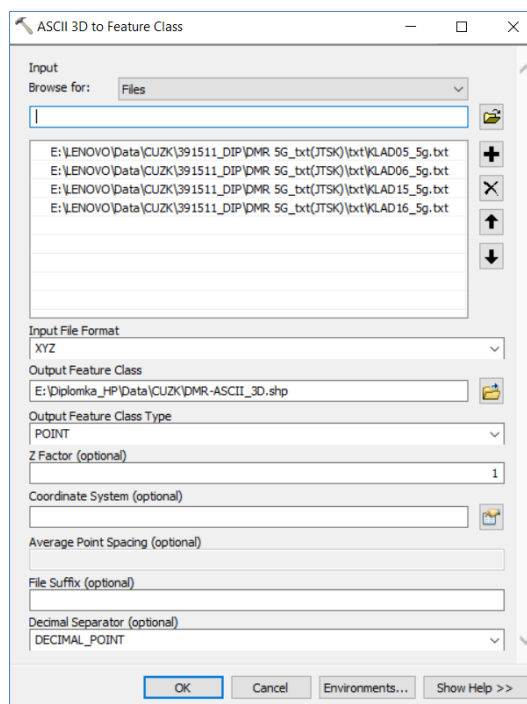 ASCII 3D to Feature Class
Input
Browse for:
Files
E:\LENOVO\Data\CUZK\391511_DIP\DMR 5G_txt(JTSK)\txt\KLAD05_5g.txt
E:\LENOVO\Data\CUZK\391511_DIP\DMR 5G_txt(JTSK)\txt\KLAD06_5g.txt
E:\LENOVO\Data\CUZK\391511_DIP\DMR 5G_txt(JTSK)\txt\KLAD15_5g.txt
E:\LENOVO\Data\CUZK\391511_DIP\DMR 5G_txt(JTSK)\txt\KLAD16_5g.txt
Input File Format
XYZ
Output Feature Class
E:\Diplomka_HP\Data\CUZK\DMR-ASCII_3D.shp
Output Feature Class Type
POINT
Z Factor (optional)
1
Coordinate System (optional)
Average Point Spacing (optional)
File Suffix (optional)
Decimal Separator (optional)
DECIMAL_POINT
OK
Cancel
Environments...
Show Help >>